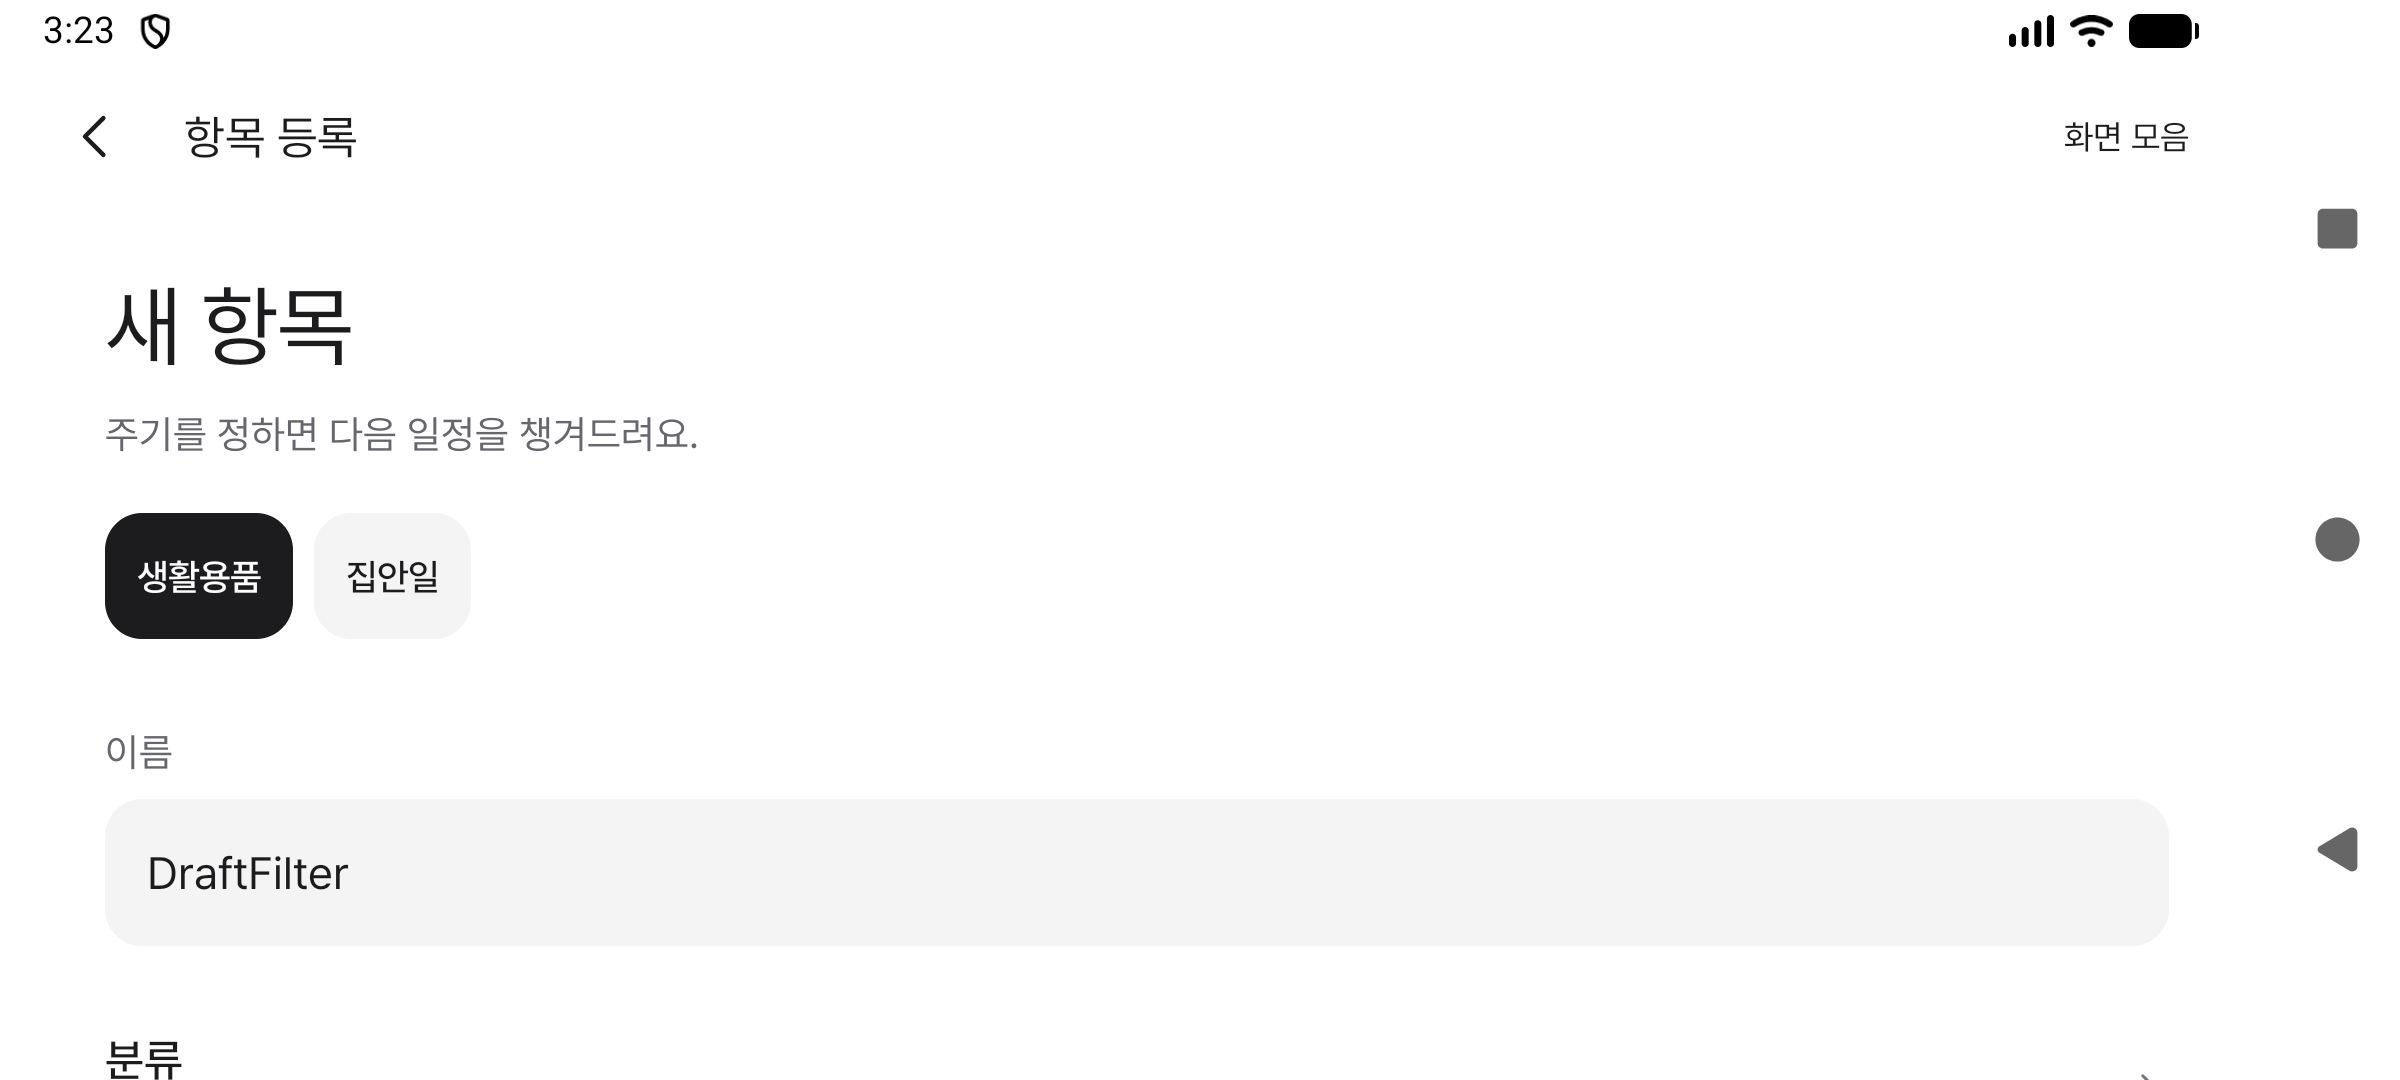 3:23
항목 등록
화면 모음
새 항목
주기를 정하면 다음 일정을 챙겨드려요.
생활용품 집안일
이름
DraftFilter
분류